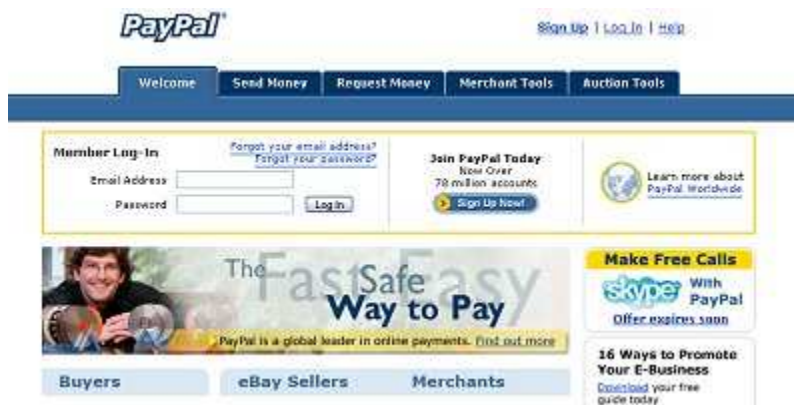 PayPal
Sign Up | Log In | Help
Welcome Send Money Request Money Merchant Tools Auction Tools
Member Log-In
Forgot your email address?
Forgot your password?
Email Address
Password
Log In
Join PayPal Today
Now Over
78 million accounts
Sign Up Now!
Learn more about
PayPal Worldwide
The Fast Safe Easy
Way to Pay
PayPal is a global leader in online payments. Find out more
Make Free Calls
skype With
PayPal
Offer expires soon
16 Ways to Promote
Your E-Business
Download your free
guide today
Buyers eBay Sellers Merchants